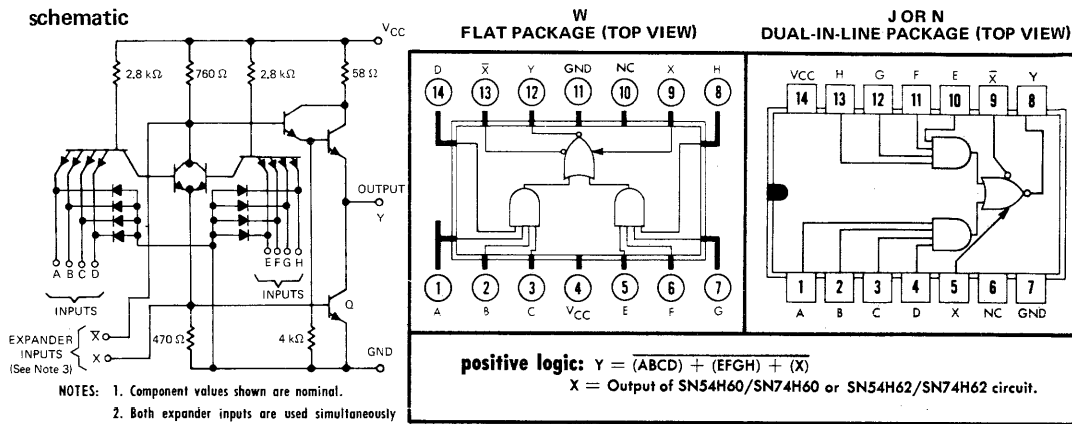 schematic
VCC
2,8 kΩ
760 Ω
2,8 kΩ
58 Ω
OUTPUT
Y
A B C D
E F G H
INPUTS
INPUTS
Q
EXPANDER
INPUTS
(See Note 3)
X̅
X
470 Ω
4 kΩ
GND
NOTES: 1. Component values shown are nominal.
2. Both expander inputs are used simultaneously
W
FLAT PACKAGE (TOP VIEW)
D X̅ Y GND NC X H
14 13 12 11 10 9 8
1 2 3 4 5 6 7
A B C VCC E F G
J OR N
DUAL-IN-LINE PACKAGE (TOP VIEW)
VCC H G F E X̅ Y
14 13 12 11 10 9 8
1 2 3 4 5 6 7
A B C D X NC GND
positive logic: Y = (ABCD) + (EFGH) + (X)
X = Output of SN54H60/SN74H60 or SN54H62/SN74H62 circuit.